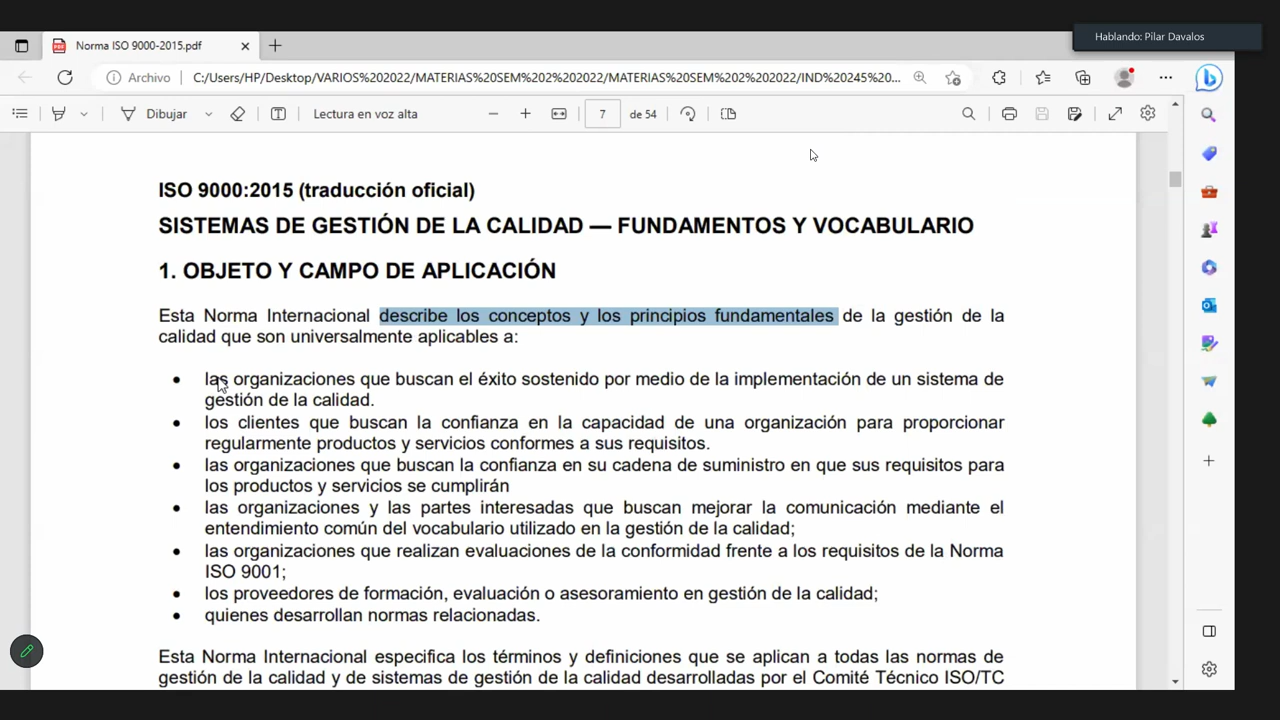 Hablando: Pilar Davalos
Norma ISO 9000-2015.pdf
Archivo C:/Users/HP/Desktop/VARIOS%202022/MATERIAS%20SEM%202%202022/MATERIAS%20SEM%202%202022/IND%20245%20...
Dibujar Lectura en voz alta 7 de 54
ISO 9000:2015 (traducción oficial)
SISTEMAS DE GESTIÓN DE LA CALIDAD — FUNDAMENTOS Y VOCABULARIO
1. OBJETO Y CAMPO DE APLICACIÓN
Esta Norma Internacional describe los conceptos y los principios fundamentales de la gestión de la
calidad que son universalmente aplicables a:
• las organizaciones que buscan el éxito sostenido por medio de la implementación de un sistema de
gestión de la calidad.
• los clientes que buscan la confianza en la capacidad de una organización para proporcionar
regularmente productos y servicios conformes a sus requisitos.
• las organizaciones que buscan la confianza en su cadena de suministro en que sus requisitos para
los productos y servicios se cumplirán
• las organizaciones y las partes interesadas que buscan mejorar la comunicación mediante el
entendimiento común del vocabulario utilizado en la gestión de la calidad;
• las organizaciones que realizan evaluaciones de la conformidad frente a los requisitos de la Norma
ISO 9001;
• los proveedores de formación, evaluación o asesoramiento en gestión de la calidad;
• quienes desarrollan normas relacionadas.
Esta Norma Internacional especifica los términos y definiciones que se aplican a todas las normas de
gestión de la calidad y de sistemas de gestión de la calidad desarrolladas por el Comité Técnico ISO/TC